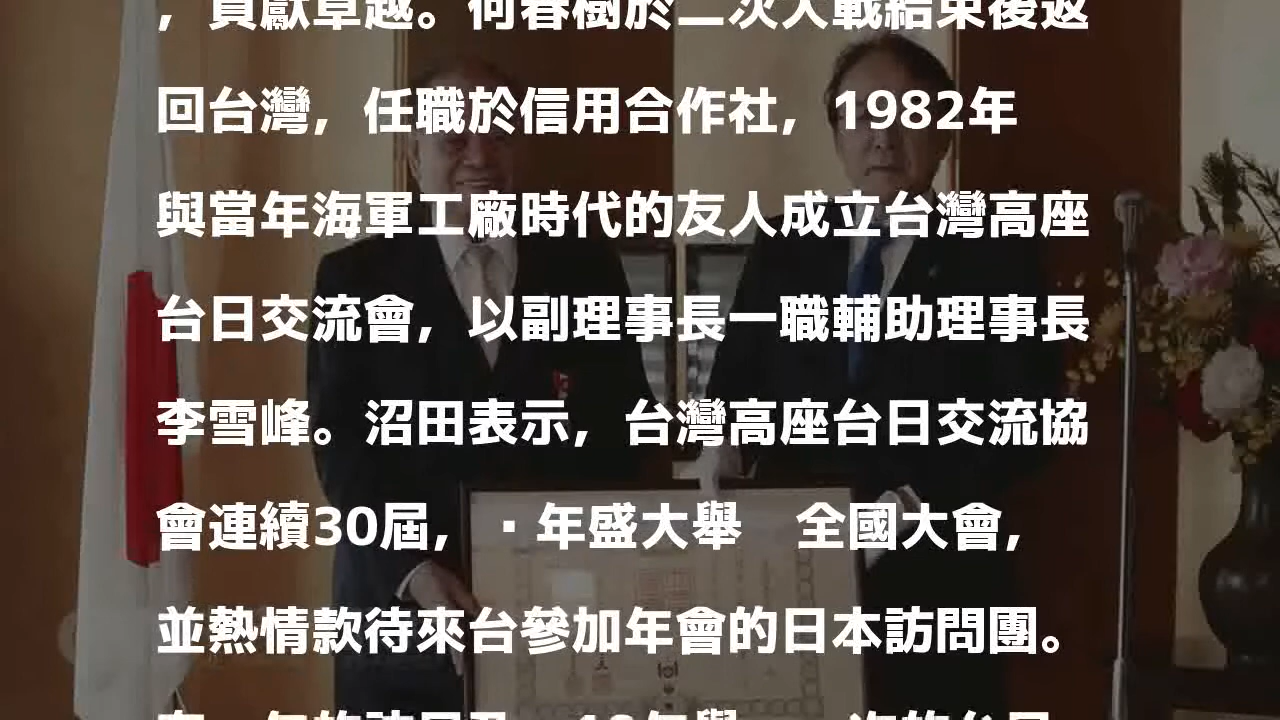 ，貢獻卓越。何春樹於二次大戰結束後返
回台灣，任職於信用合作社，1982年
與當年海軍工廠時代的友人成立台灣高座
台日交流會，以副理事長一職輔助理事長
李雪峰。沼田表示，台灣高座台日交流協
會連續30屆，・年盛大舉　全國大會，
並熱情款待來台參加年會的日本訪問團。